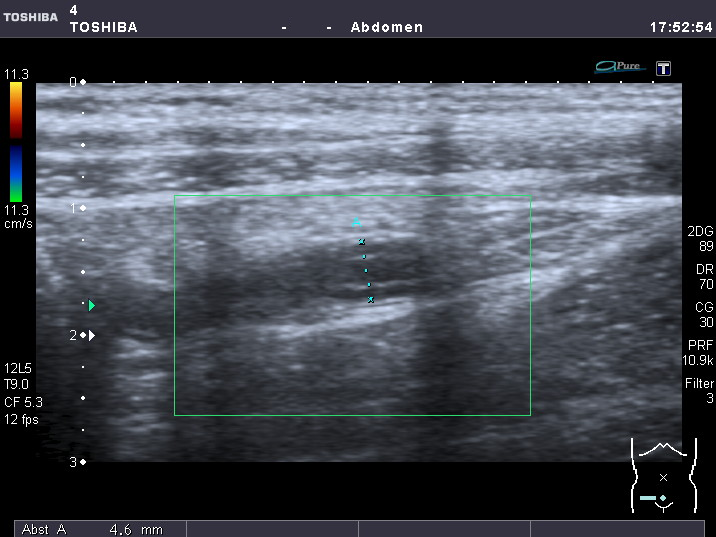 TOSHIBA
4
TOSHIBA - - Abdomen 17:52:54
APure T
11.3
11.3
cm/s
0
1
2
3
2DG
89
DR
70
CG
30
PRF
10.9k
Filter
3
12L5
T9.0
CF 5.3
12 fps
A
Abst A 4.6 mm